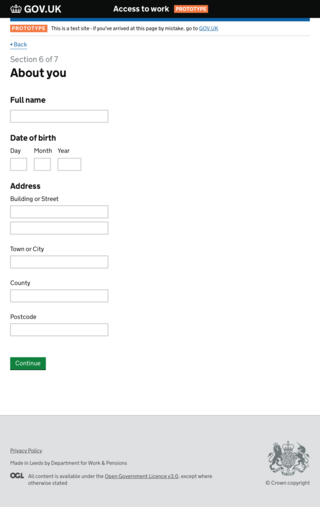 GOV.UK
Access to work PROTOTYPE
PROTOTYPE This is a test site - if you've arrived at this page by mistake, go to GOV.UK
Back
Section 6 of 7
About you
Full name
Date of birth
Day Month Year
Address
Building or Street
Town or City
County
Postcode
Continue
Privacy Policy
Made in Leeds by Department for Work & Pensions
OGL All content is available under the Open Government Licence v3.0, except where
otherwise stated
© Crown copyright